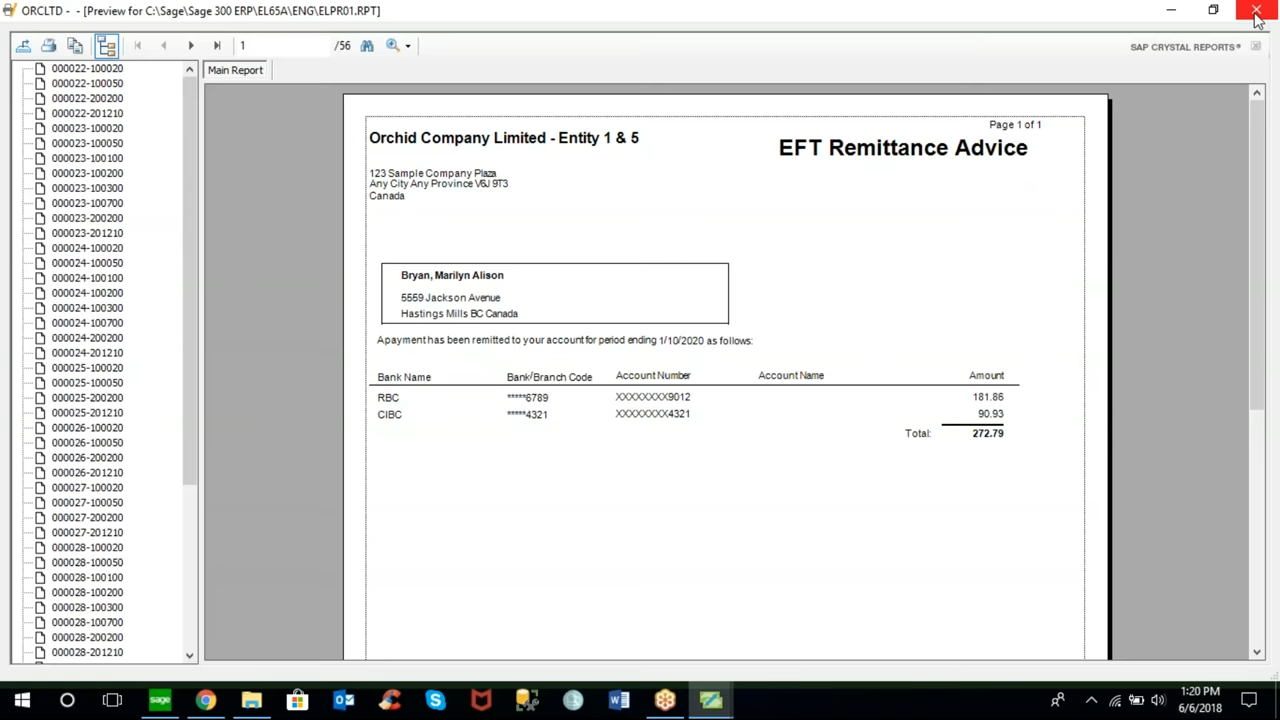 ORCLTD - - [Preview for C:\Sage\Sage 300 ERP\EL65A\ENG\ELPR01.RPT]
1 /56
SAP CRYSTAL REPORTS®
000022-100020
000022-100050
000022-200200
000022-201210
000023-100020
000023-100050
000023-100100
000023-100200
000023-100300
000023-100700
000023-200200
000023-201210
000024-100020
000024-100050
000024-100100
000024-100200
000024-100300
000024-100700
000024-200200
000024-201210
000025-100020
000025-100050
000025-200200
000025-201210
000026-100020
000026-100050
000026-200200
000026-201210
000027-100020
000027-100050
000027-200200
000027-201210
000028-100020
000028-100050
000028-100100
000028-100200
000028-100300
000028-100700
000028-200200
000028-201210
Main Report
Page 1 of 1
Orchid Company Limited - Entity 1 & 5
EFT Remittance Advice
123 Sample Company Plaza
Any City Any Province V6J 9T3
Canada
Bryan, Marilyn Alison
5559 Jackson Avenue
Hastings Mills BC Canada
A payment has been remitted to your account for period ending 1/10/2020 as follows:
Bank Name Bank/Branch Code Account Number Account Name Amount
RBC *****6789 XXXXXXXX9012 181.86
CIBC *****4321 XXXXXXXX4321 90.93
Total: 272.79
sage
1:20 PM
6/6/2018